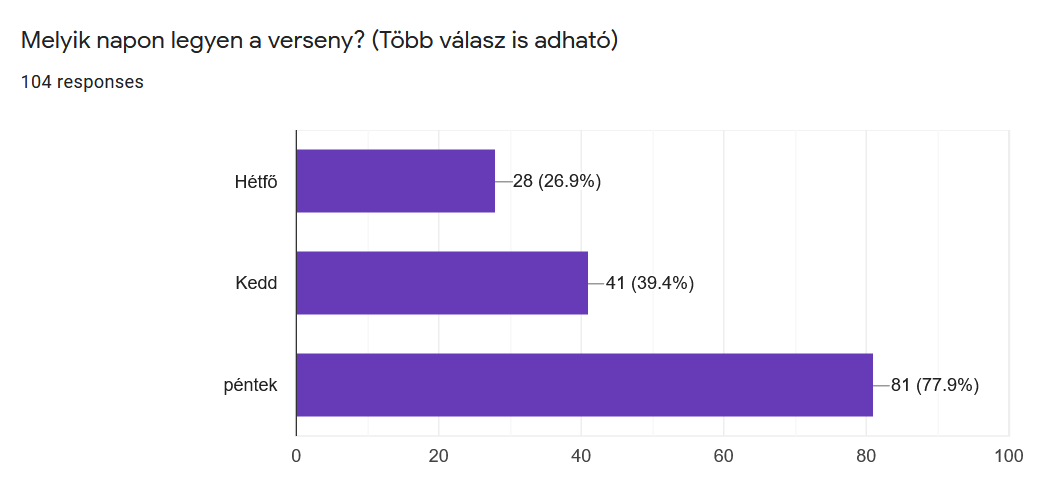 Melyik napon legyen a verseny? (Több válasz is adható)
104 responses
Hétfő
28 (26.9%)
Kedd
41 (39.4%)
péntek
81 (77.9%)
0 20 40 60 80 100